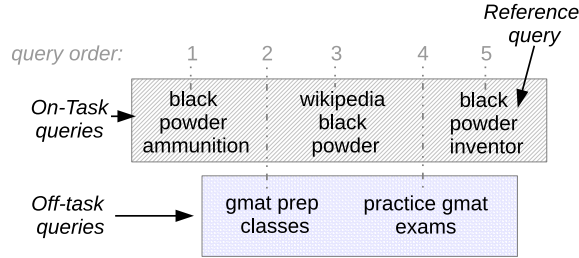 Reference
query
query order: 1 2 3 4 5
On-Task
queries
black
powder
ammunition
wikipedia
black
powder
black
powder
inventor
Off-task
queries
gmat prep
classes
practice gmat
exams